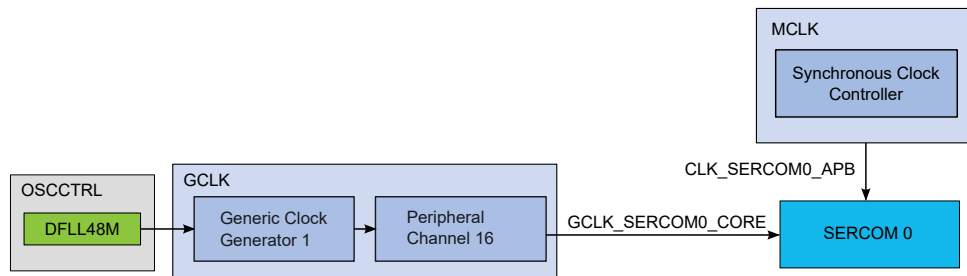 MCLK
Synchronous Clock
Controller
CLK_SERCOM0_APB
OSCCTRL
DFLL48M
GCLK
Generic Clock
Generator 1
Peripheral
Channel 16
GCLK_SERCOM0_CORE
SERCOM 0